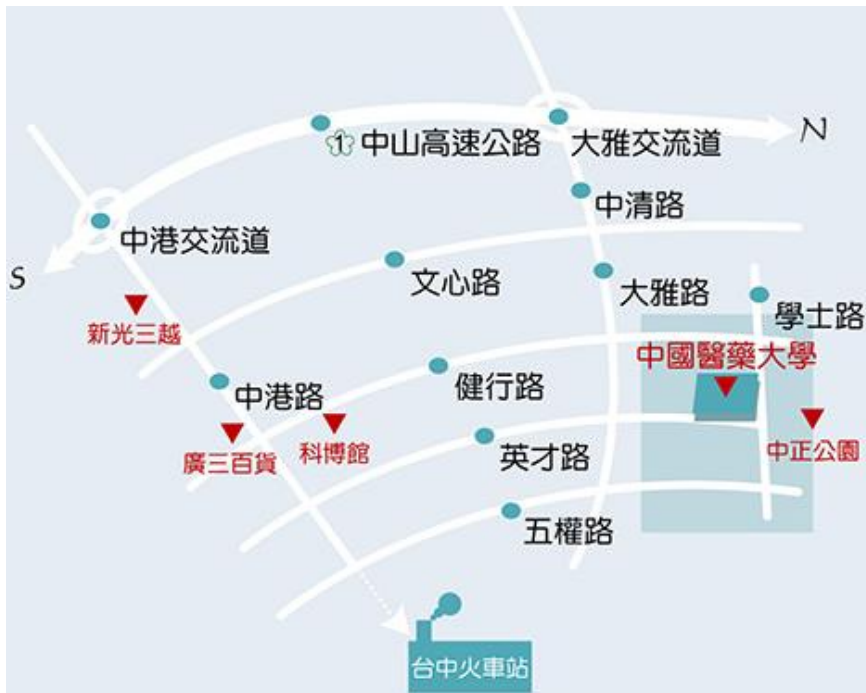 1 中山高速公路
大雅交流道
N
中清路
中港交流道
S
文心路
大雅路
學士路
新光三越
中國醫藥大學
健行路
中港路
科博館
廣三百貨
英才路
中正公園
五權路
台中火車站